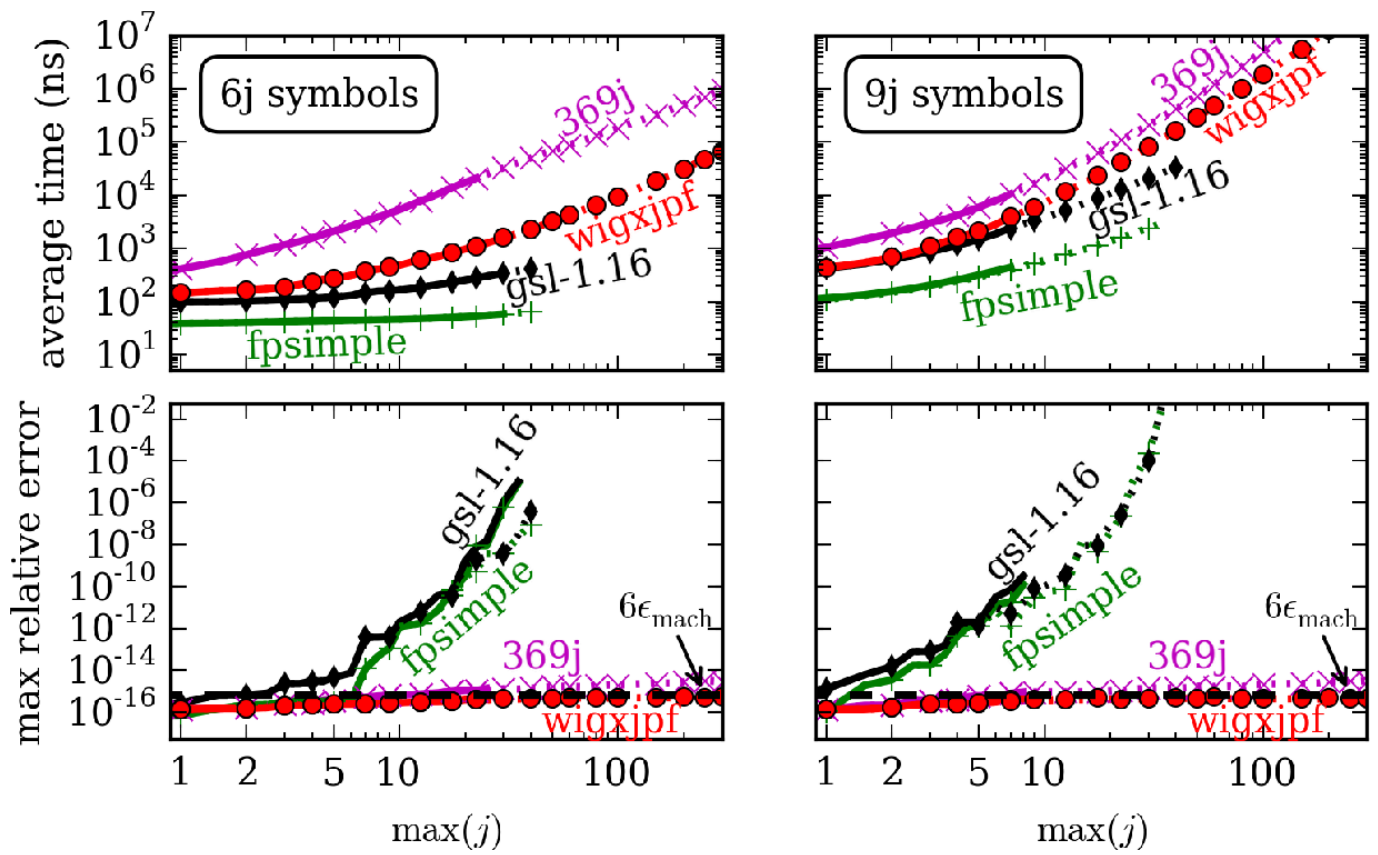 average time (ns)
10^7
10^6
10^5
10^4
10^3
10^2
10^1
6j symbols
369j
wigxjpf
gsl-1.16
fpsimple
9j symbols
369j
wigxjpf
gsl-1.16
fpsimple
max relative error
10^-2
10^-4
10^-6
10^-8
10^-10
10^-12
10^-14
10^-16
gsl-1.16
fpsimple
6ϵ_mach
369j
wigxjpf
1 2 5 10 100
max(j)
gsl-1.16
fpsimple
6ϵ_mach
369j
wigxjpf
1 2 5 10 100
max(j)